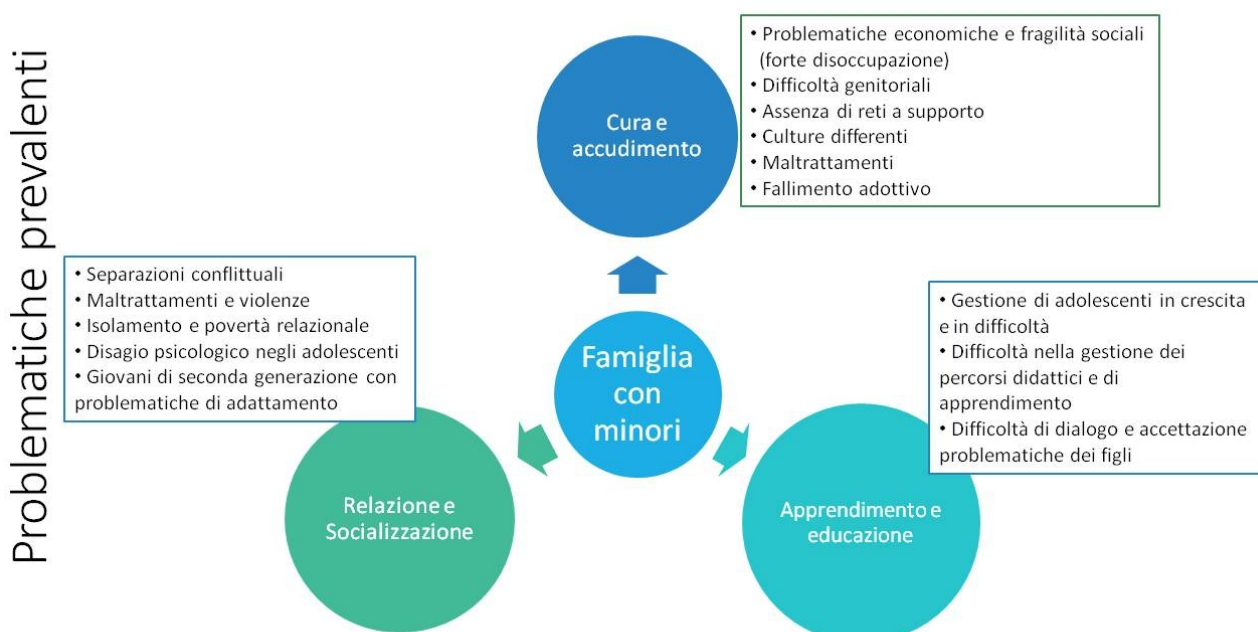 Problematiche prevalenti
• Problematiche economiche e fragilità sociali
(forte disoccupazione)
• Difficoltà genitoriali
• Assenza di reti a supporto
• Culture differenti
• Maltrattamenti
• Fallimento adottivo
Cura e
accudimento
• Separazioni conflittuali
• Maltrattamenti e violenze
• Isolamento e povertà relazionale
• Disagio psicologico negli adolescenti
• Giovani di seconda generazione con
problematiche di adattamento
Famiglia
con
minori
• Gestione di adolescenti in crescita
e in difficoltà
• Difficoltà nella gestione dei
percorsi didattici e di
apprendimento
• Difficoltà di dialogo e accettazione
problematiche dei figli
Relazione e
Socializzazione
Apprendimento e
educazione